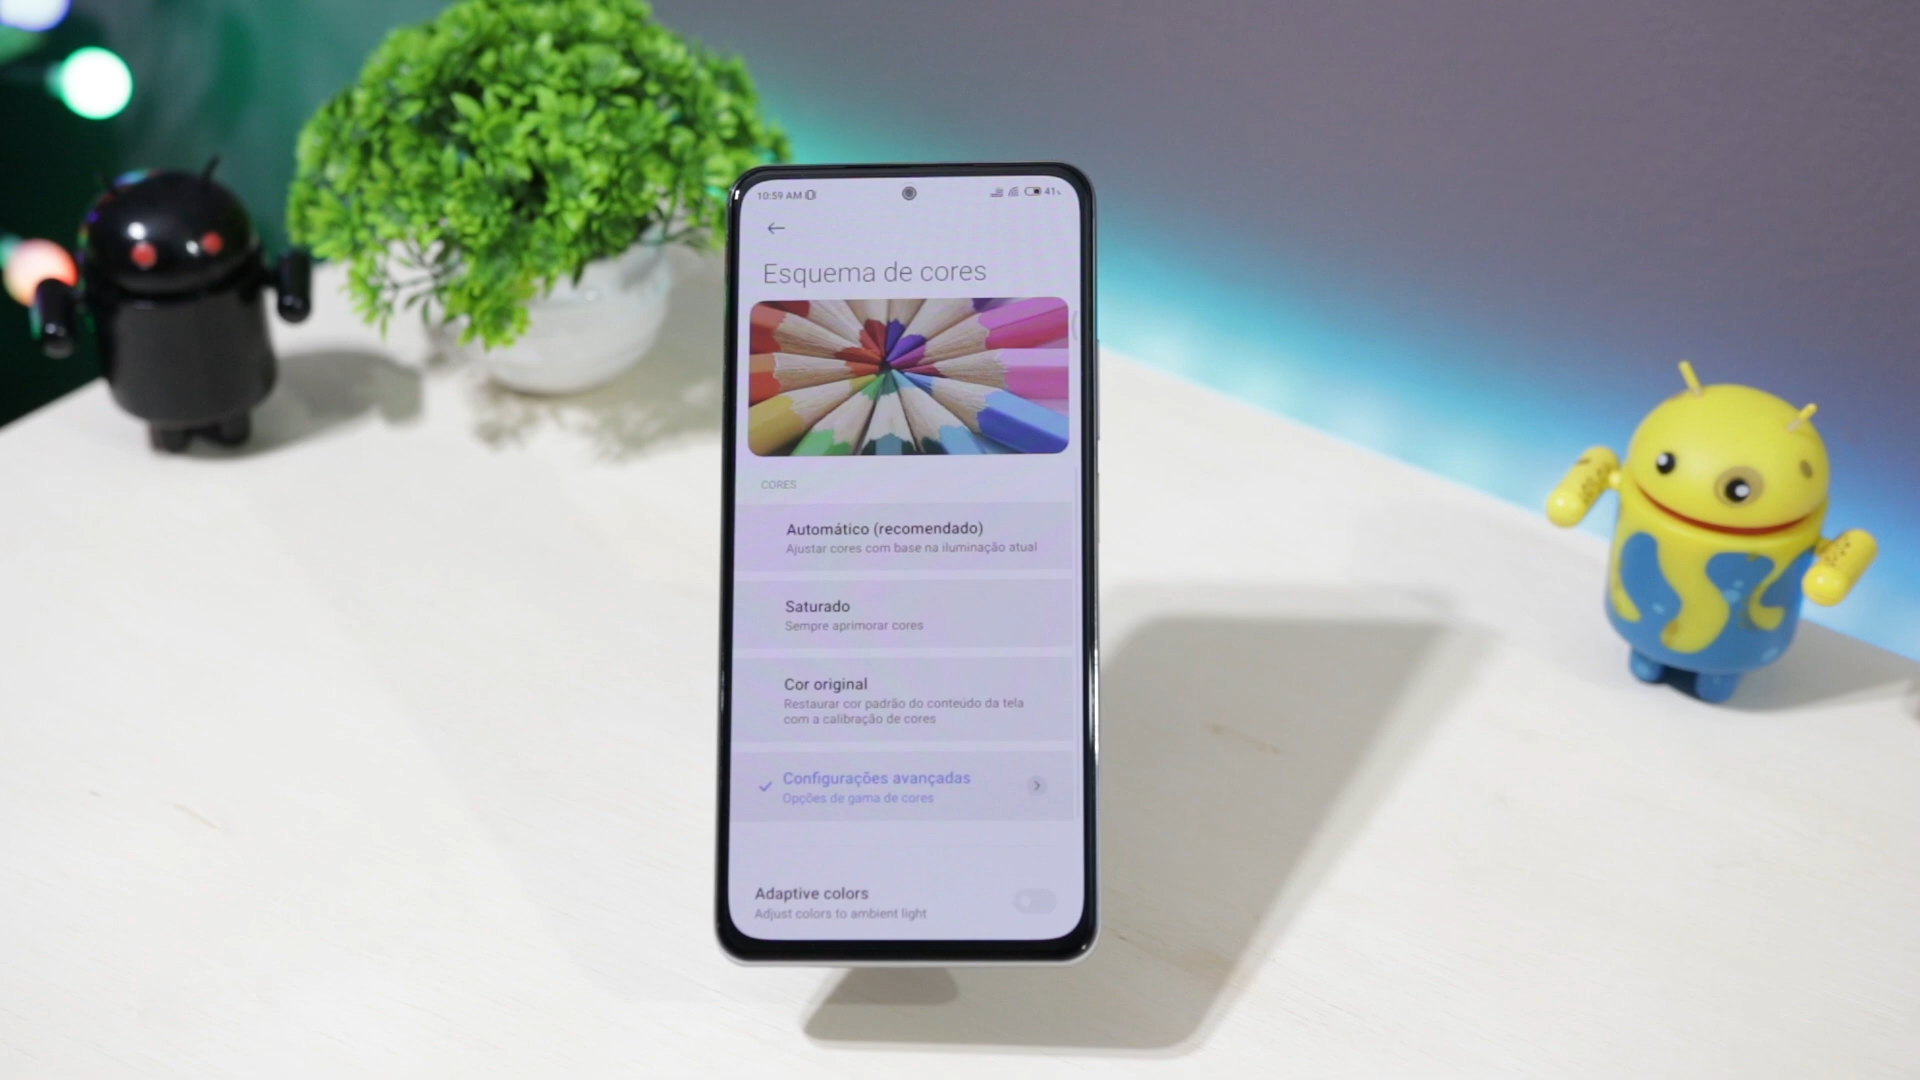 10:59 AM
41
Esquema de cores
CORES
Automático (recomendado)
Ajustar cores com base na iluminação atual
Saturado
Sempre aprimorar cores
Cor original
Restaurar cor padrão do conteúdo da tela
com a calibração de cores
Configurações avançadas
Opções de gama de cores
Adaptive colors
Adjust colors to ambient light